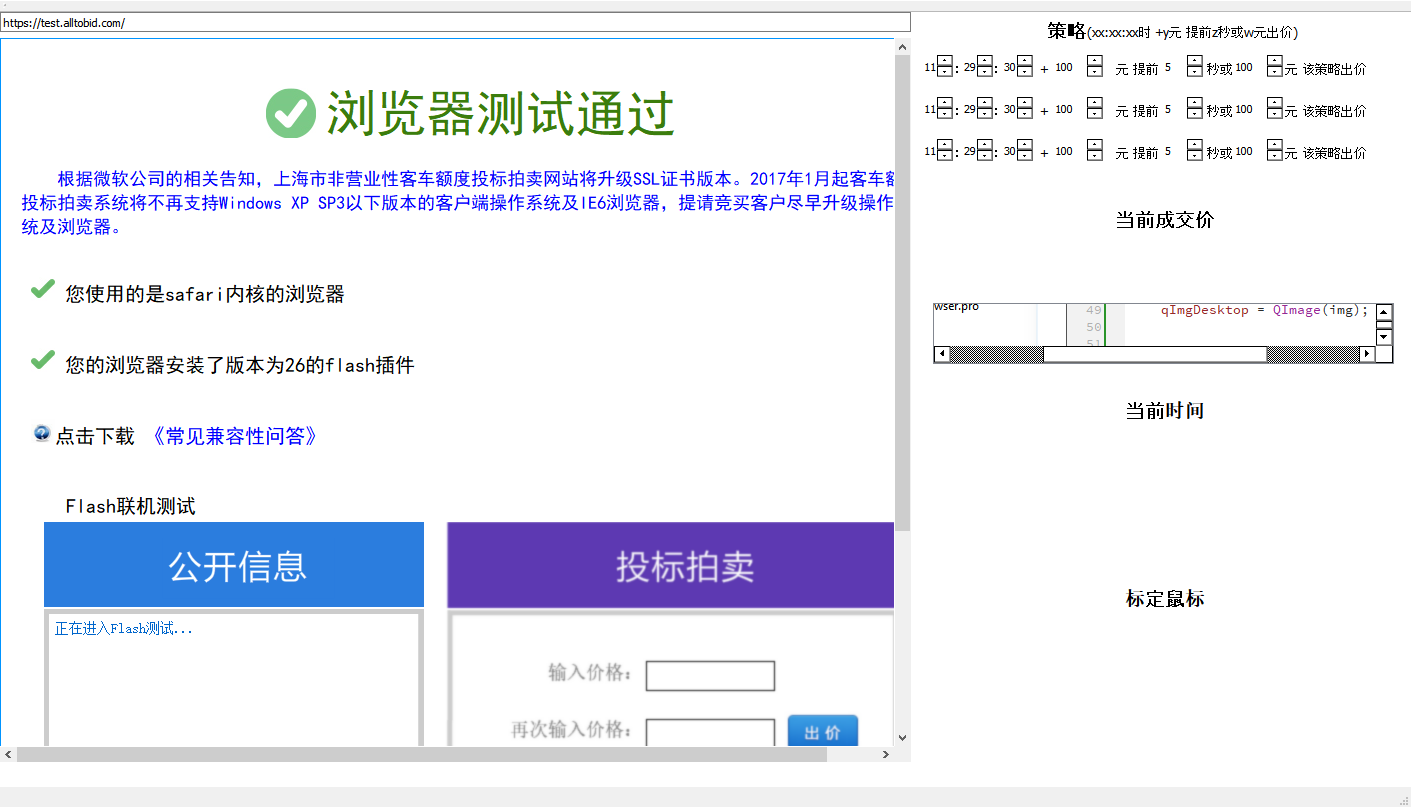 https://test.alltobid.com/
浏览器测试通过
根据微软公司的相关告知，上海市非营业性客车额度投标拍卖网站将升级SSL证书版本。2017年1月起客车额
投标拍卖系统将不再支持Windows XP SP3以下版本的客户端操作系统及IE6浏览器，提请竞买客户尽早升级操作
统及浏览器。
您使用的是safari内核的浏览器
您的浏览器安装了版本为26的flash插件
点击下载 《常见兼容性问答》
Flash联机测试
公开信息
正在进入Flash测试...
投标拍卖
输入价格:
再次输入价格:
出价
策略(xx:xx:xx时 +y元 提前z秒或w元出价)
11 : 29 : 30 + 100 元 提前 5 秒或 100 元 该策略出价
11 : 29 : 30 + 100 元 提前 5 秒或 100 元 该策略出价
11 : 29 : 30 + 100 元 提前 5 秒或 100 元 该策略出价
当前成交价
wser.pro
49 qImgDesktop = QImage(img);
50
51
当前时间
标定鼠标